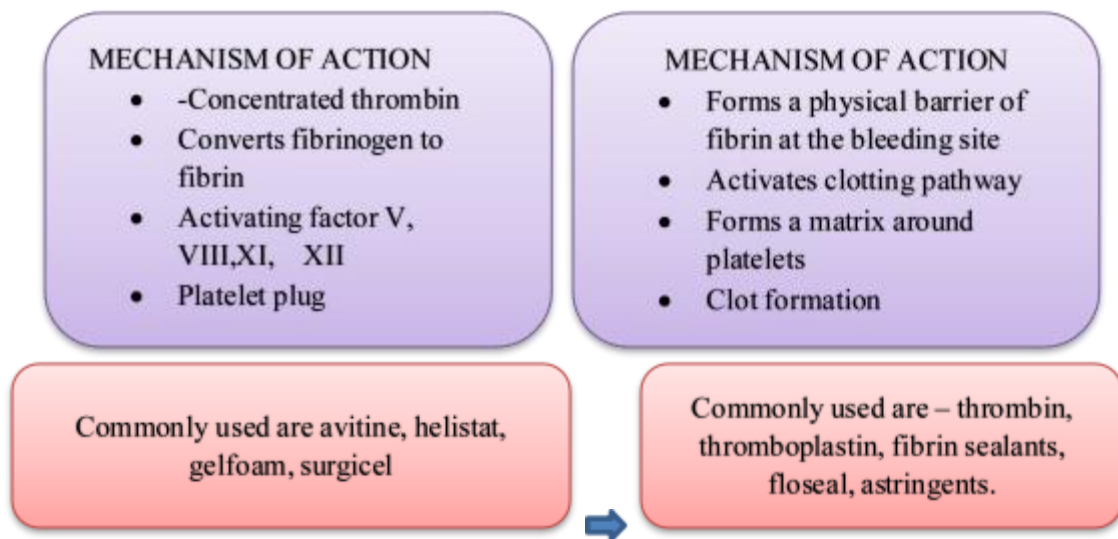 MECHANISM OF ACTION
• -Concentrated thrombin
• Converts fibrinogen to
fibrin
• Activating factor V,
VIII,XI, XII
• Platelet plug
MECHANISM OF ACTION
• Forms a physical barrier of
fibrin at the bleeding site
• Activates clotting pathway
• Forms a matrix around
platelets
• Clot formation
Commonly used are avitine, helistat,
gelfoam, surgicel
Commonly used are – thrombin,
thromboplastin, fibrin sealants,
floseal, astringents.